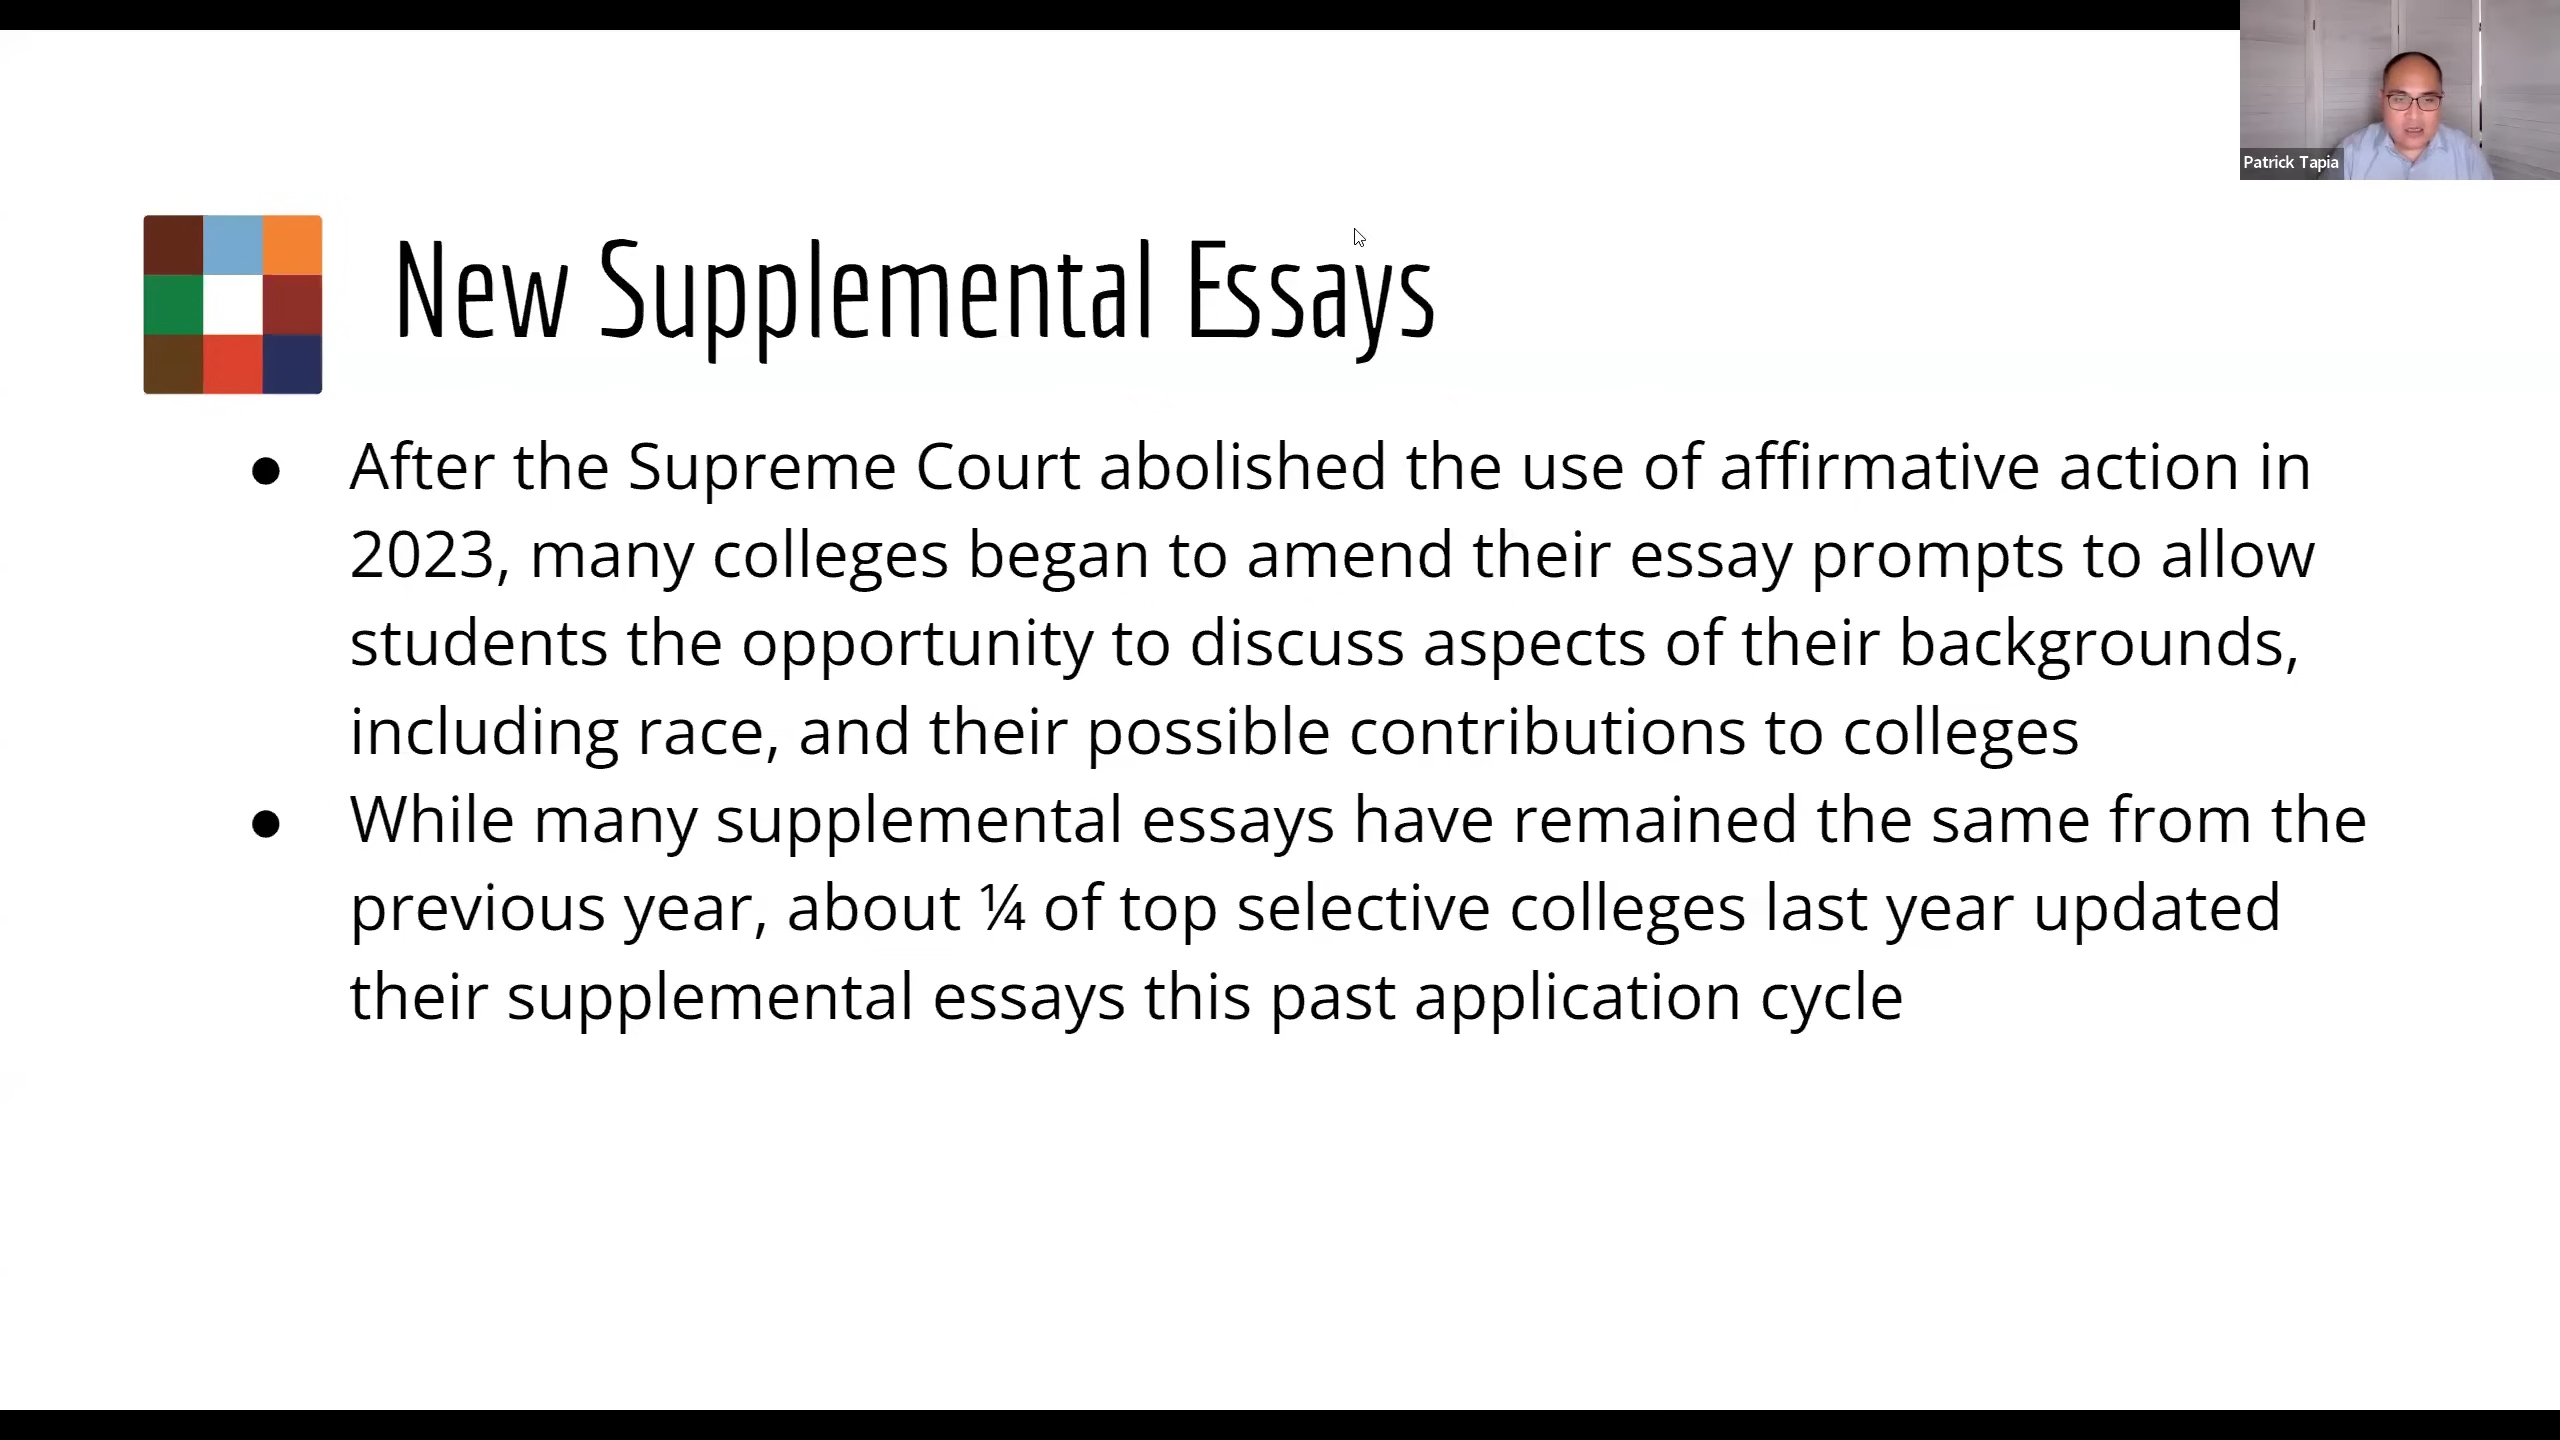 Patrick Tapia
New Supplemental Essays
● After the Supreme Court abolished the use of affirmative action in
2023, many colleges began to amend their essay prompts to allow
students the opportunity to discuss aspects of their backgrounds,
including race, and their possible contributions to colleges
● While many supplemental essays have remained the same from the
previous year, about ¼ of top selective colleges last year updated
their supplemental essays this past application cycle